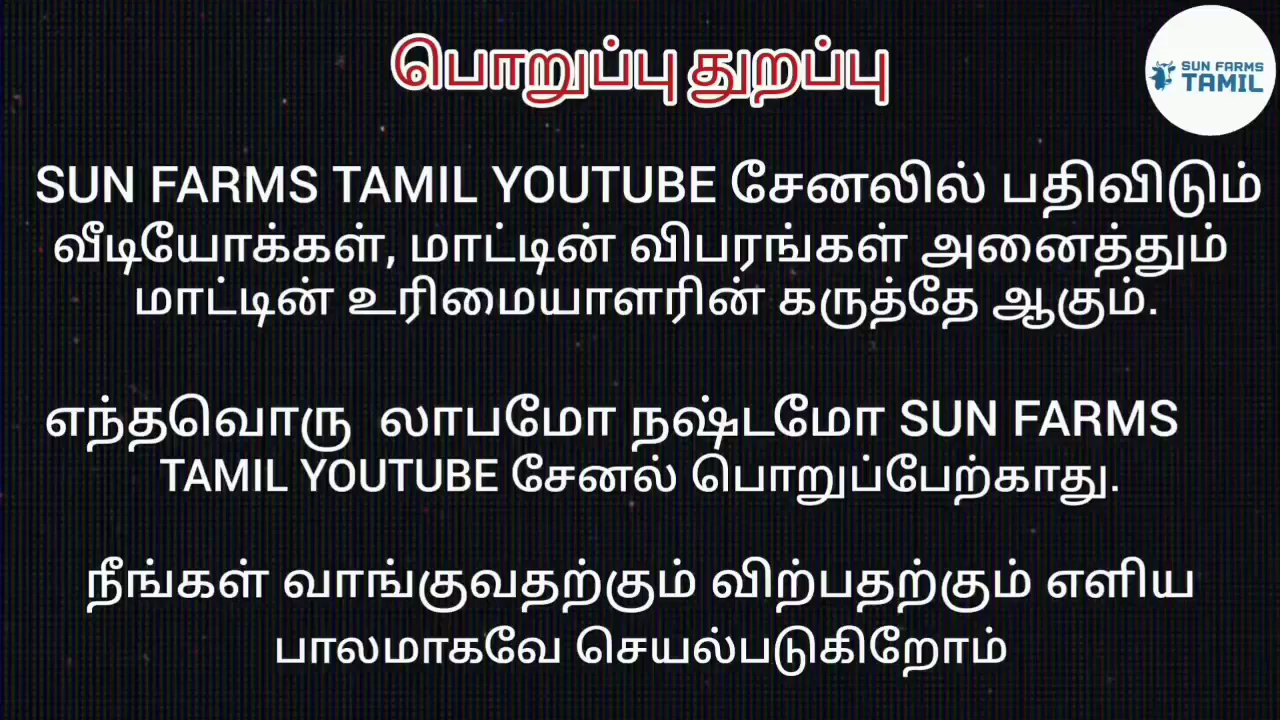 பொறுப்பு துறப்பு
SUN FARMS
TAMIL
SUN FARMS TAMIL YOUTUBE சேனலில் பதிவிடும்
வீடியோக்கள், மாட்டின் விபரங்கள் அனைத்தும்
மாட்டின் உரிமையாளரின் கருத்தே ஆகும்.
எந்தவொரு லாபமோ நஷ்டமோ SUN FARMS
TAMIL YOUTUBE சேனல் பொறுப்பேற்காது.
நீங்கள் வாங்குவதற்கும் விற்பதற்கும் எளிய
பாலமாகவே செயல்படுகிறோம்